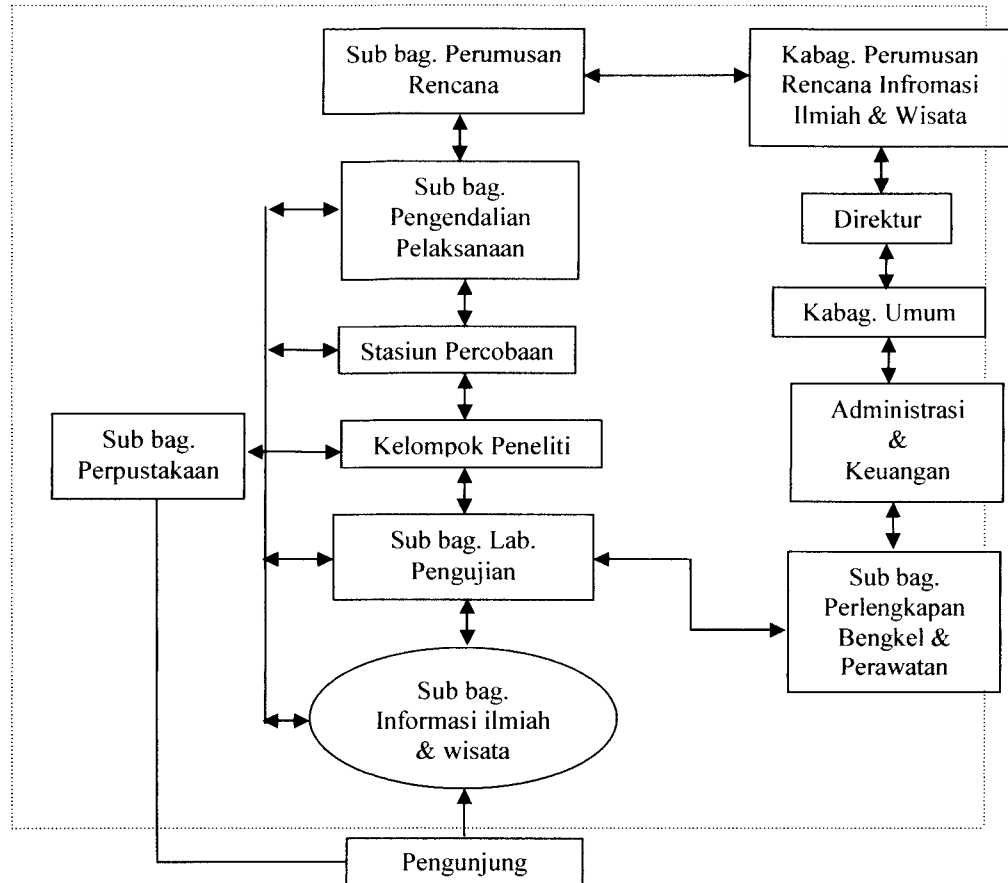 Sub bag. Perumusan
Rencana
Kabag. Perumusan
Rencana Infromasi
Ilmiah & Wisata
Sub bag.
Pengendalian
Pelaksanaan
Direktur
Kabag. Umum
Stasiun Percobaan
Administrasi
&
Keuangan
Sub bag.
Perpustakaan
Kelompok Peneliti
Sub bag. Lab.
Pengujian
Sub bag.
Perlengkapan
Bengkel &
Perawatan
Sub bag.
Informasi ilmiah
& wisata
Pengunjung